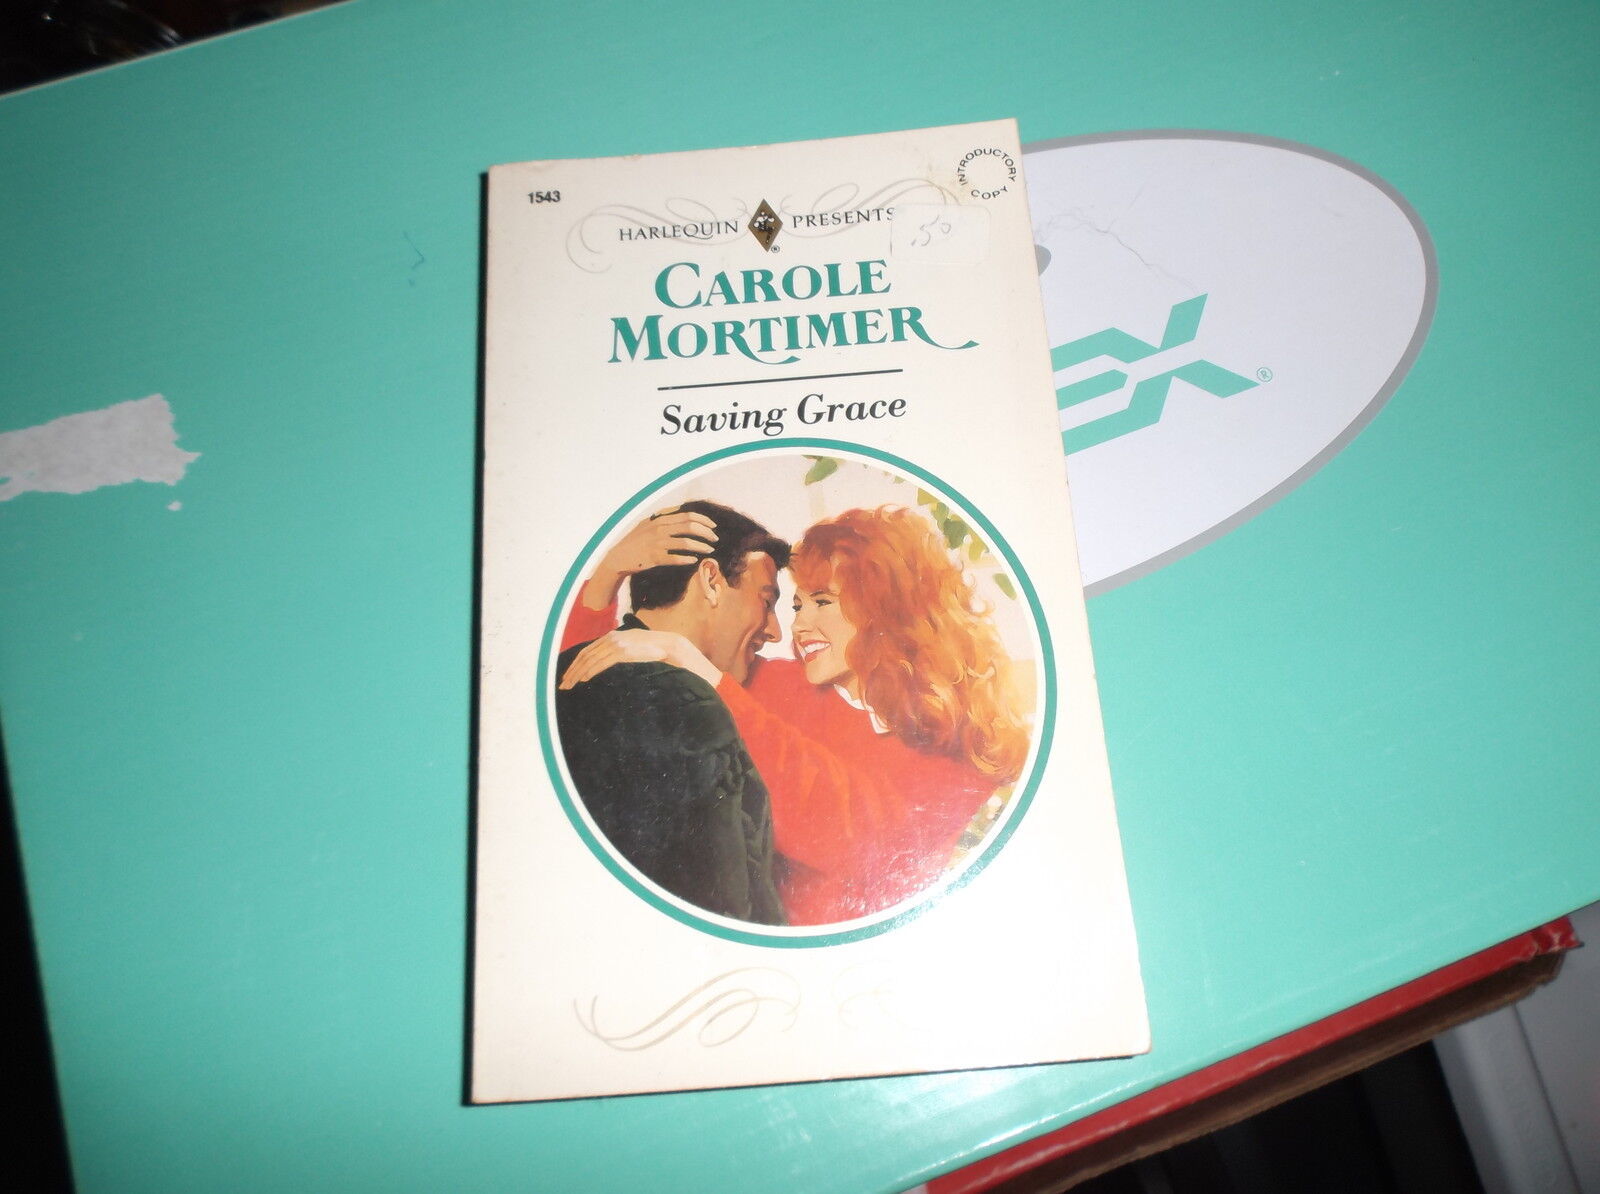 1543
INTRODUCTORY
COPY
HARLEQUIN PRESENTS
®
.50
CAROLE
MORTIMER
Saving Grace
EX
®